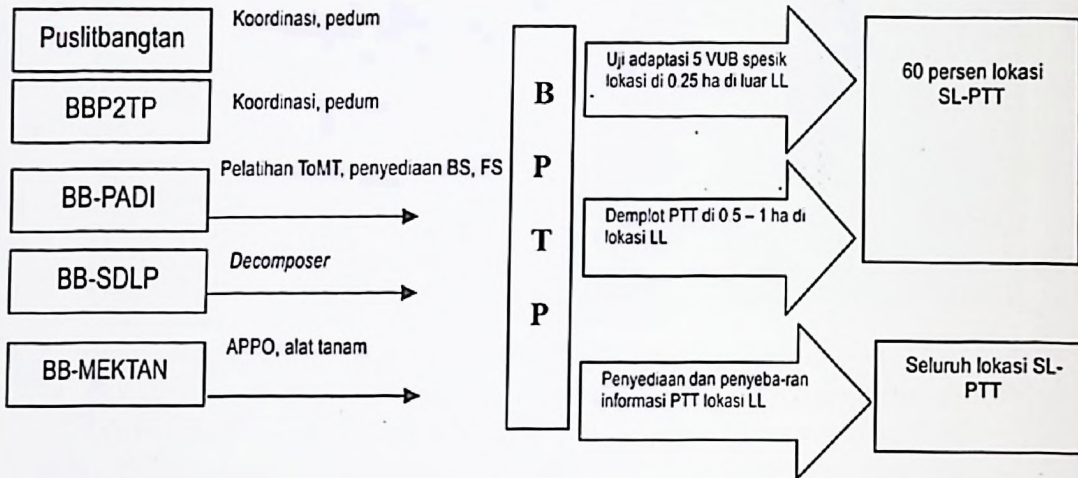 Puslitbangtan
Koordinasi, pedum
BBP2TP
Koordinasi, pedum
BB-PADI
Pelatihan ToMT, penyediaan BS, FS
BB-SDLP
Decomposer
BB-MEKTAN
APPO, alat tanam
B
P
T
P
Uji adaptasi 5 VUB spesik
lokasi di 0.25 ha di luar LL
Demplot PTT di 0 5 – 1 ha di
lokasi LL
Penyediaan dan penyeba-ran
informasi PTT lokasi LL
60 persen lokasi
SL-PTT
Seluruh lokasi SL-
PTT